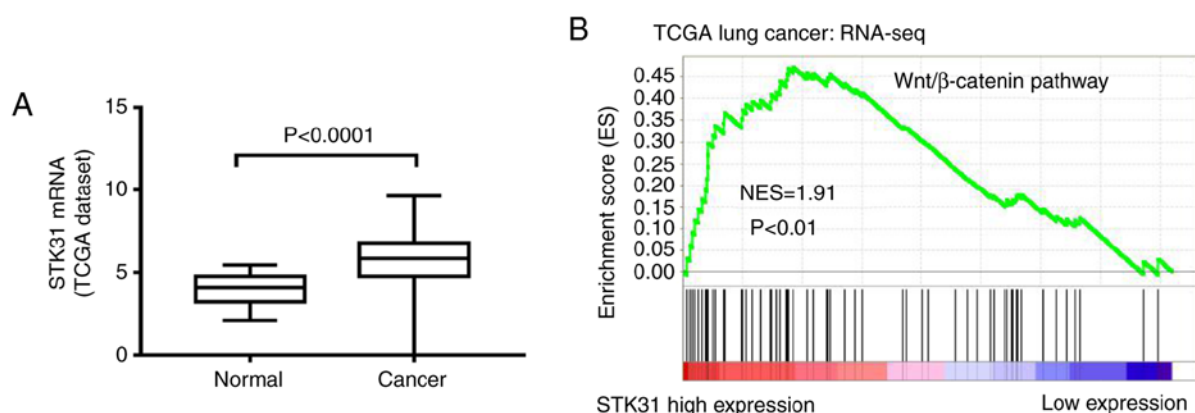 A
STK31 mRNA
(TCGA dataset)
15
10
5
0
P<0.0001
Normal
Cancer
B
TCGA lung cancer: RNA-seq
Enrichment score (ES)
0.45
0.40
0.35
0.30
0.25
0.20
0.15
0.10
0.05
0.00
Wnt/β-catenin pathway
NES=1.91
P<0.01
STK31 high expression
Low expression